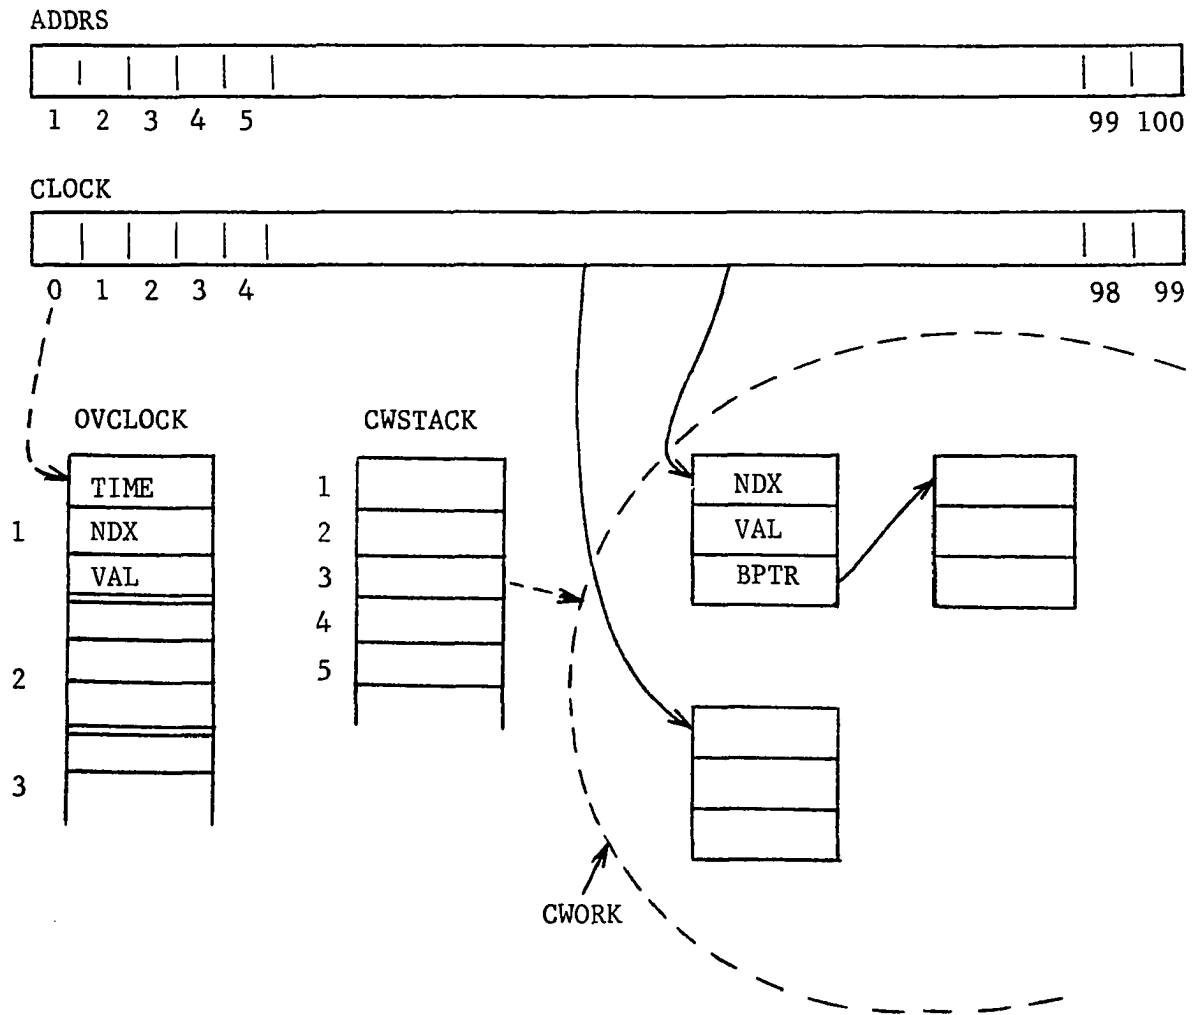 ADDRS
1 2 3 4 5 99 100
CLOCK
0 1 2 3 4 98 99
OVCLOCK
TIME
1 NDX
VAL
2
3
CWSTACK
1
2
3
4
5
NDX
VAL
BPTR
CWORK